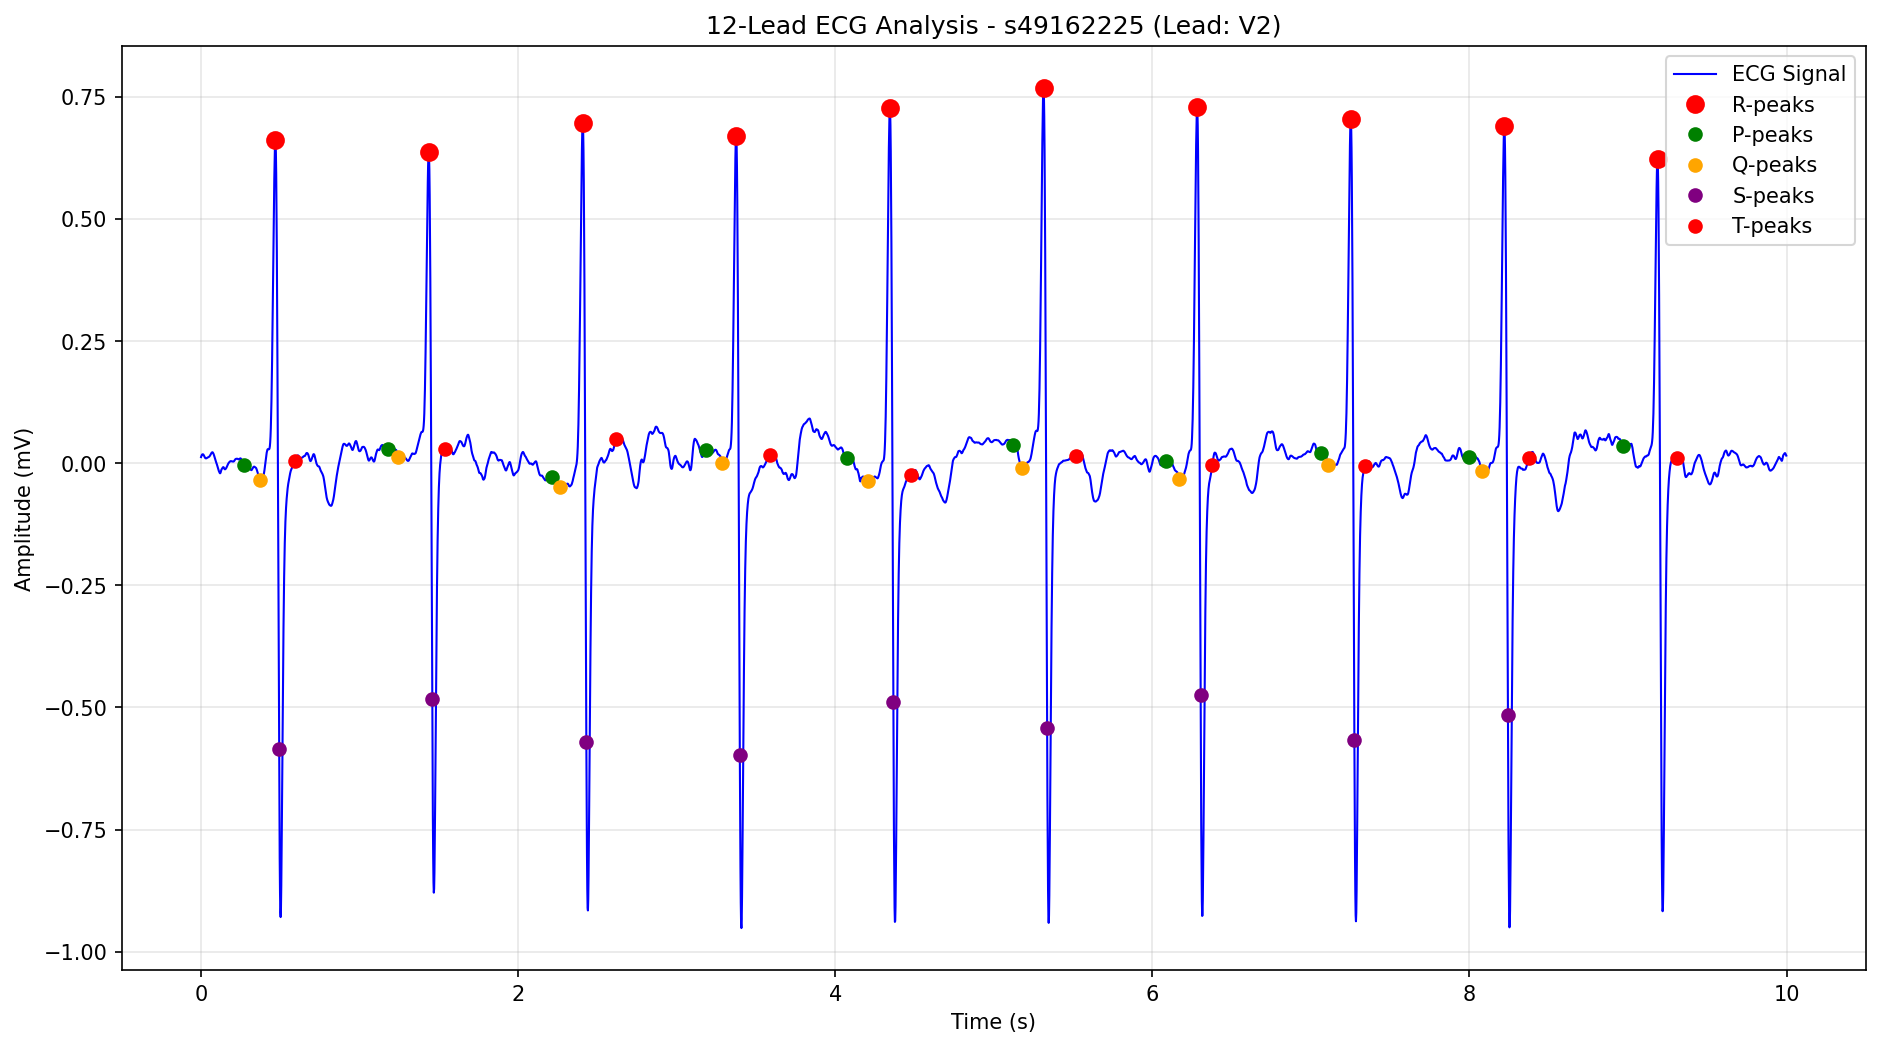 12-Lead ECG Analysis - s49162225 (Lead: V2)
ECG Signal
R-peaks
P-peaks
Q-peaks
S-peaks
T-peaks
Amplitude (mV)
0.75
0.50
0.25
0.00
−0.25
−0.50
−0.75
−1.00
0 2 4 6 8 10
Time (s)